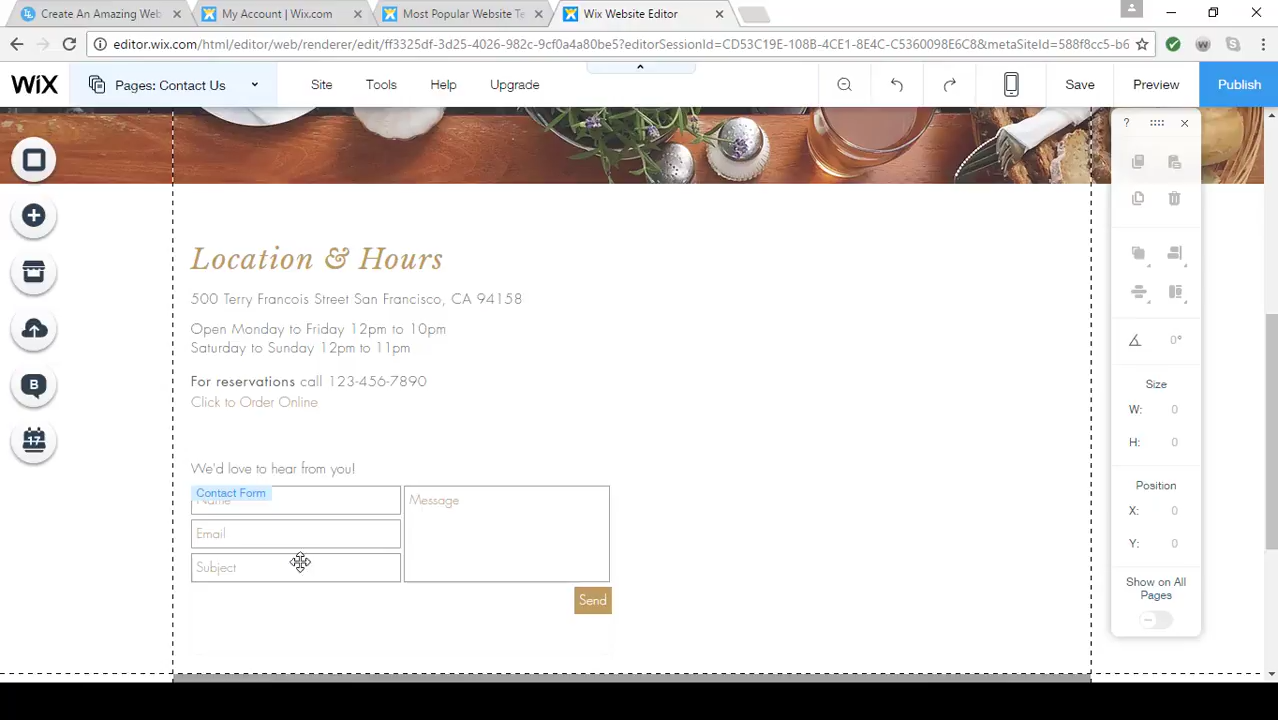 Create An Amazing Web
My Account | Wix.com
Most Popular Website Te
Wix Website Editor
editor.wix.com/html/editor/web/renderer/edit/ff3325df-3d25-4026-982c-9cf0a4a80be5?editorSessionId=CD53C19E-108B-4CE1-8E4C-C5360098E6C8&metaSiteId=588f8cc5-b6
WiX Pages: Contact Us Site Tools Help Upgrade Save Preview Publish
?
Location & Hours
500 Terry Francois Street San Francisco, CA 94158
Open Monday to Friday 12pm to 10pm
Saturday to Sunday 12pm to 11pm
For reservations call 123-456-7890
Click to Order Online
We'd love to hear from you!
Contact Form
Name
Message
Email
Subject
Send
B
17
0°
Size
W: 0
H: 0
Position
X: 0
Y: 0
Show on All
Pages